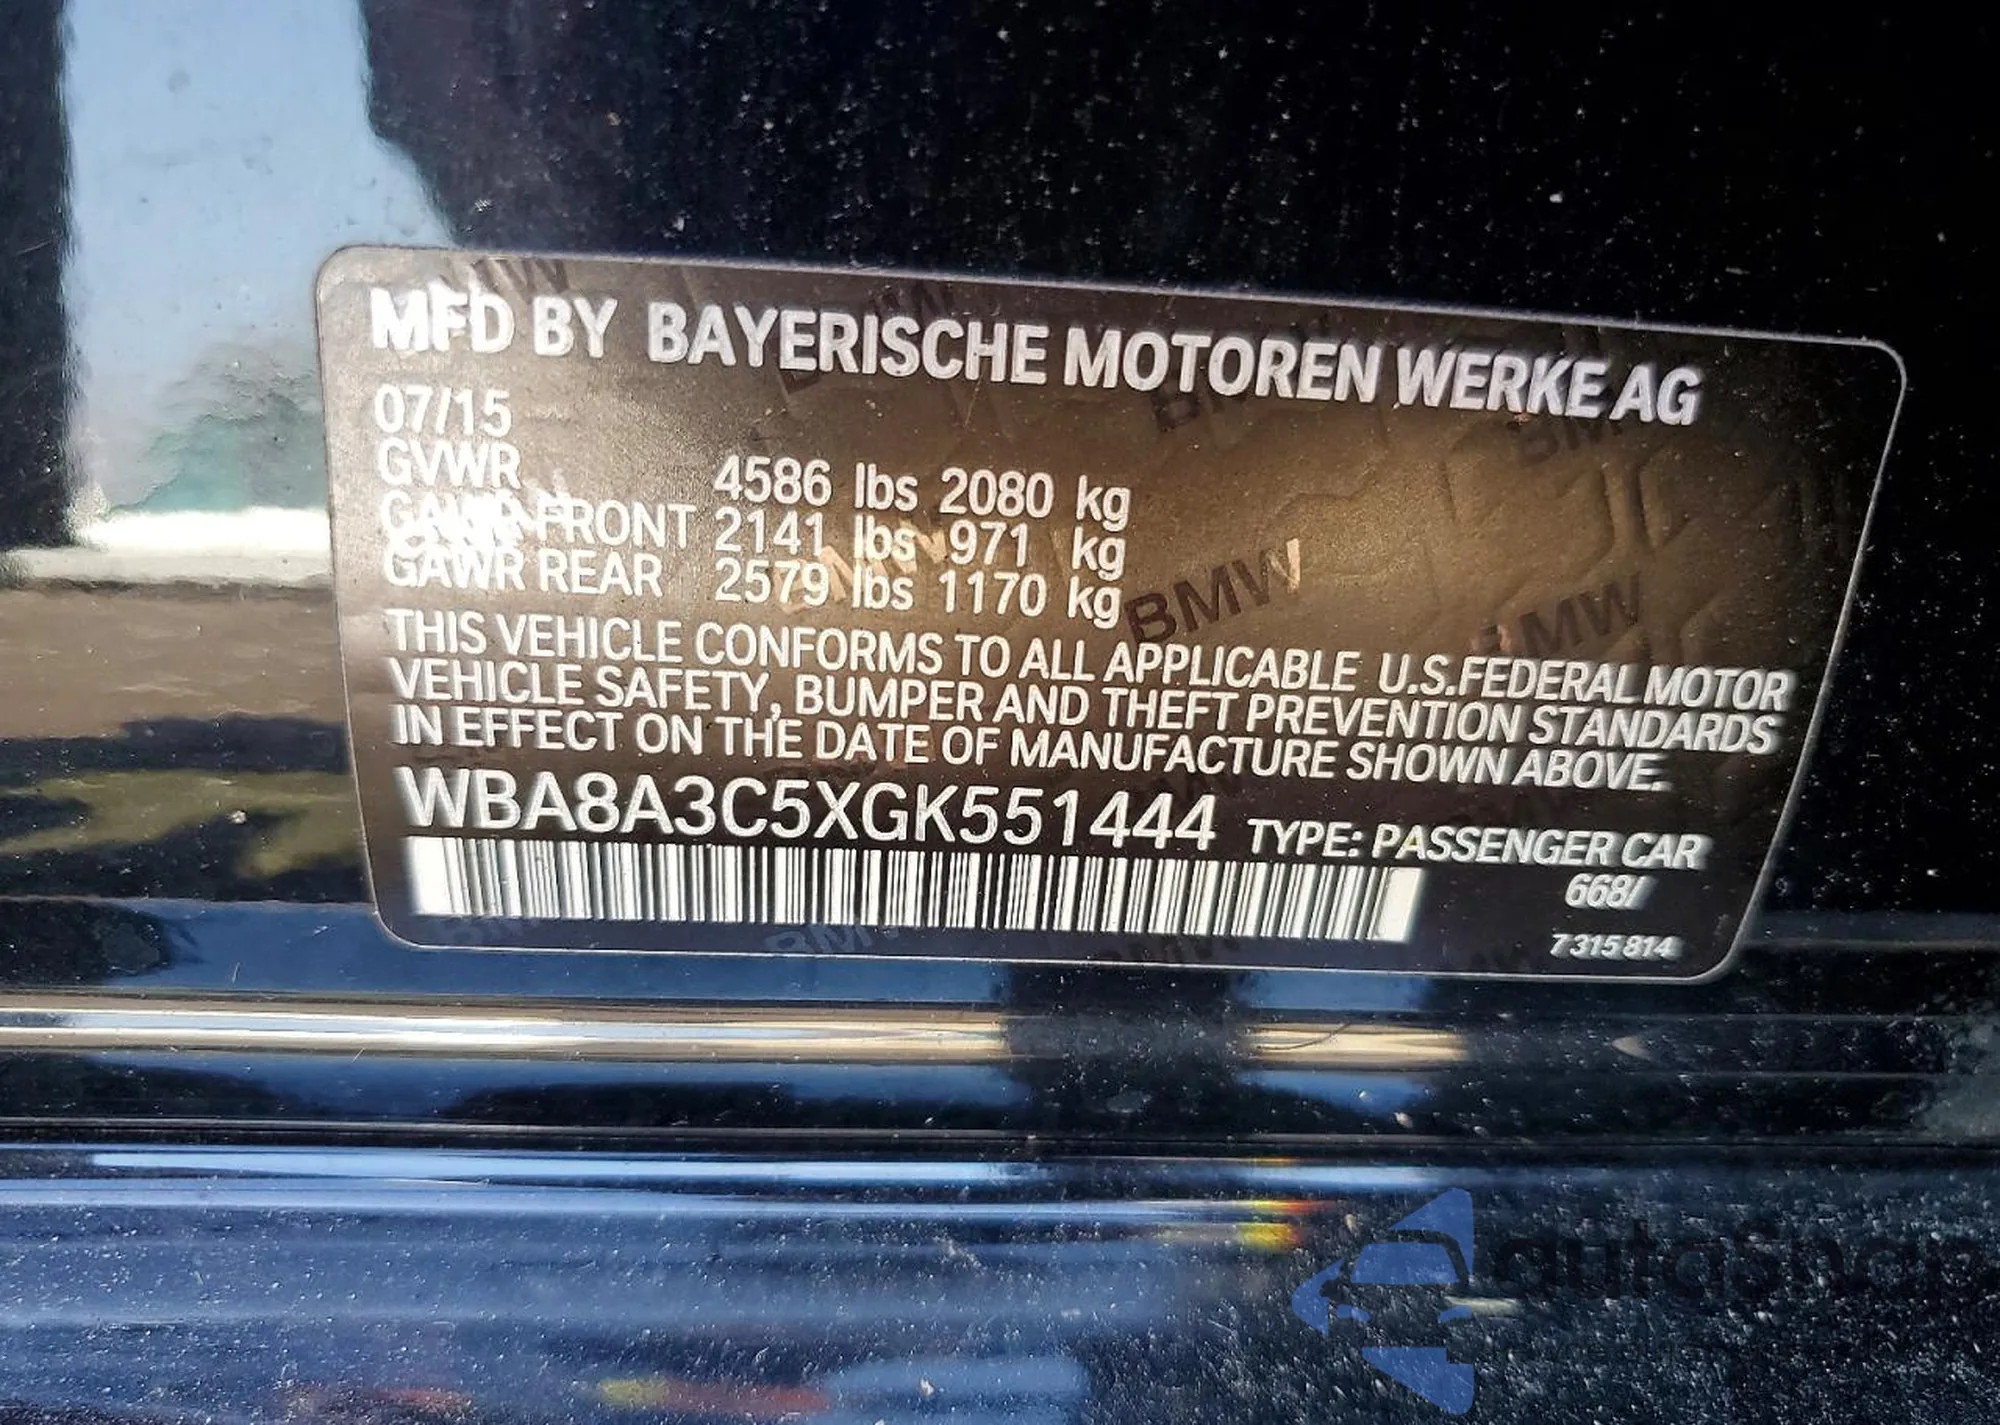 MFD BY BAYERISCHE MOTOREN WERKE AG
07/15
GVWR 4586 lbs 2080 kg
GAWR FRONT 2141 lbs 971 kg
GAWR REAR 2579 lbs 1170 kg
THIS VEHICLE CONFORMS TO ALL APPLICABLE U.S.FEDERAL MOTOR
VEHICLE SAFETY, BUMPER AND THEFT PREVENTION STANDARDS
IN EFFECT ON THE DATE OF MANUFACTURE SHOWN ABOVE.
WBA8A3C5XGK551444 TYPE: PASSENGER CAR
668/
7 315 814
BMW
BMW
autoshop